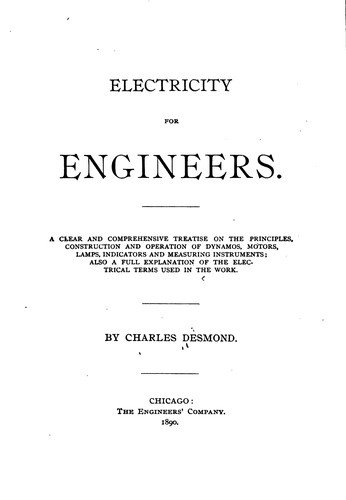 ELECTRICITY
FOR
ENGINEERS.
A CLEAR AND COMPREHENSIVE TREATISE ON THE PRINCIPLES,
CONSTRUCTION AND OPERATION OF DYNAMOS, MOTORS,
LAMPS, INDICATORS AND MEASURING INSTRUMENTS;
ALSO A FULL EXPLANATION OF THE ELEC-
TRICAL TERMS USED IN THE WORK.
BY CHARLES DESMOND.
CHICAGO:
THE ENGINEERS' COMPANY.
1890.